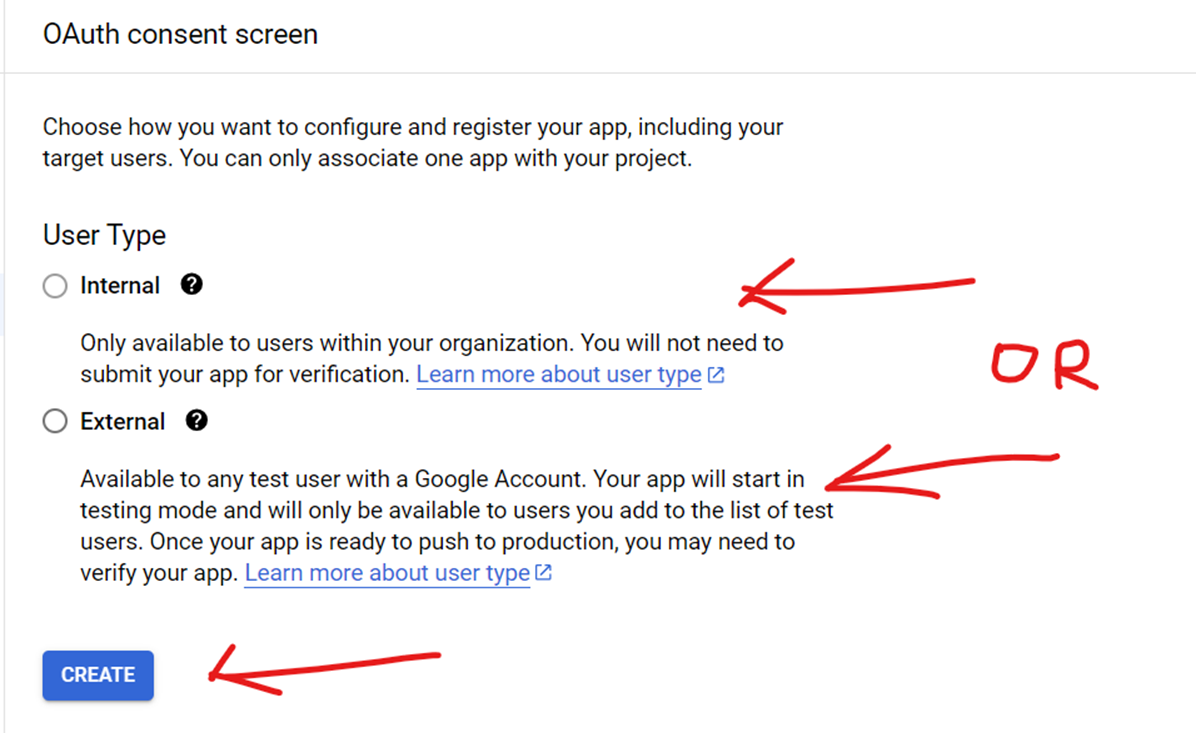 OAuth consent screen
Choose how you want to configure and register your app, including your
target users. You can only associate one app with your project.
User Type
Internal
Only available to users within your organization. You will not need to
submit your app for verification. Learn more about user type
OR
External
Available to any test user with a Google Account. Your app will start in
testing mode and will only be available to users you add to the list of test
users. Once your app is ready to push to production, you may need to
verify your app. Learn more about user type
CREATE